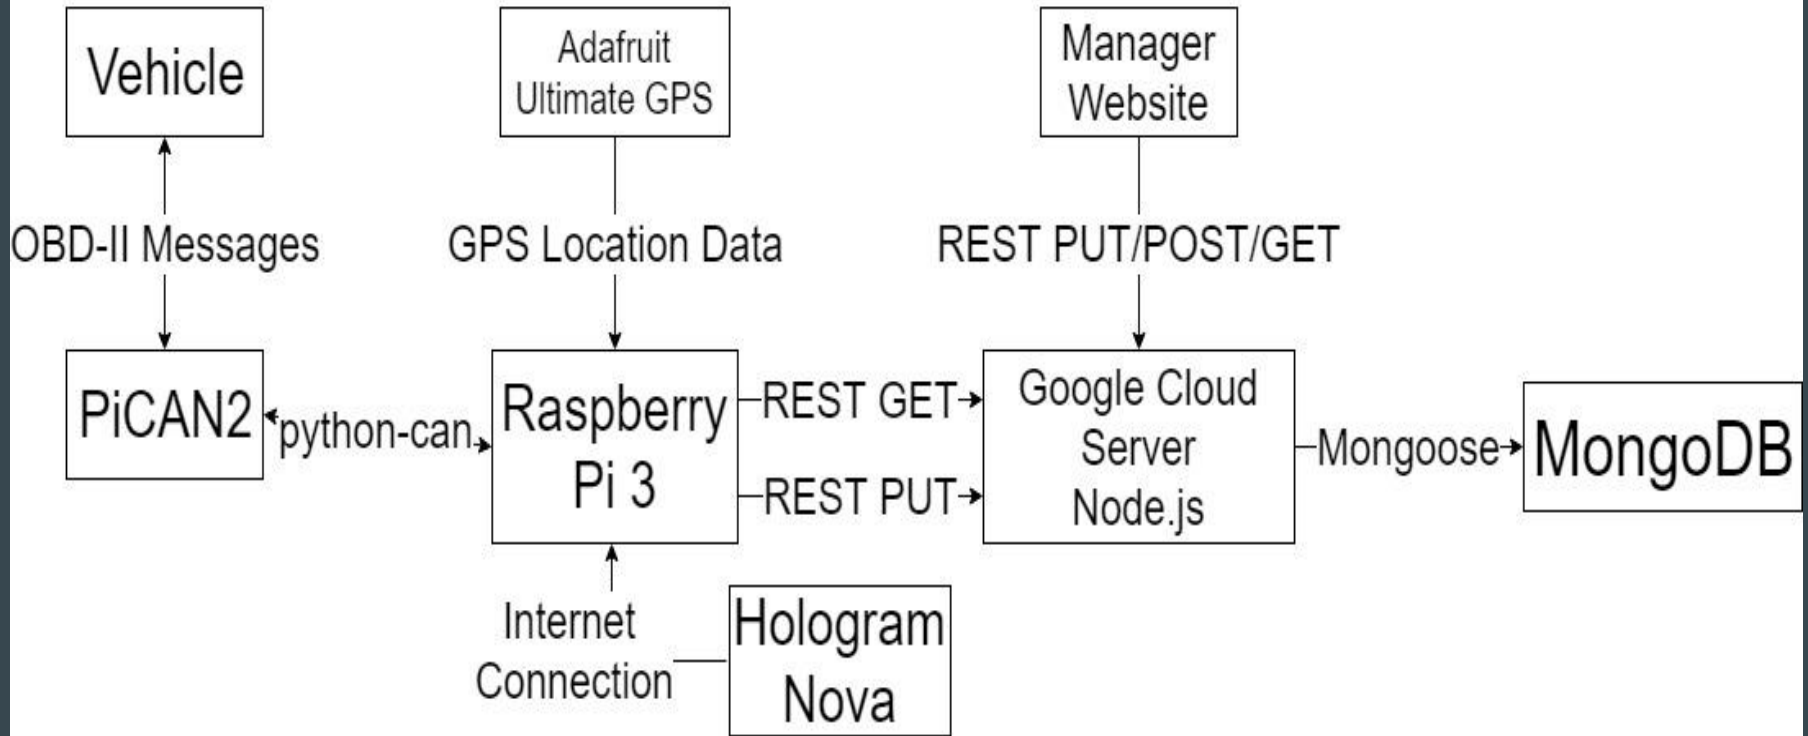 Vehicle
Adafruit
Ultimate GPS
Manager
Website
OBD-II Messages
GPS Location Data
REST PUT/POST/GET
PiCAN2
python-can
Raspberry
Pi 3
REST GET
REST PUT
Google Cloud
Server
Node.js
Mongoose
MongoDB
Internet
Connection
Hologram
Nova